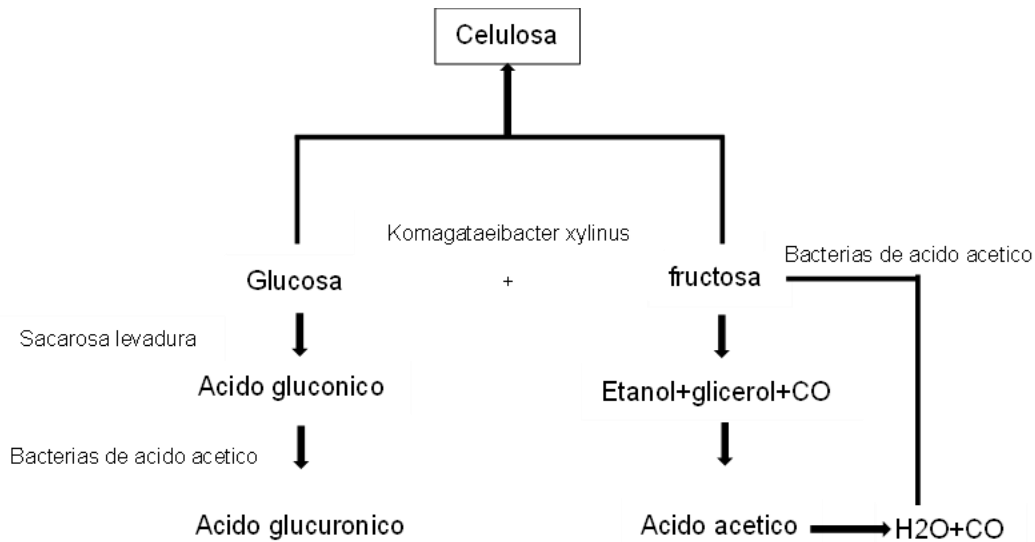 Celulosa
Komagataeibacter xylinus
Bacterias de acido acetico
Glucosa
+
fructosa
Sacarosa levadura
Acido gluconico
Etanol+glicerol+CO
Bacterias de acido acetico
Acido glucuronico
Acido acetico
H2O+CO